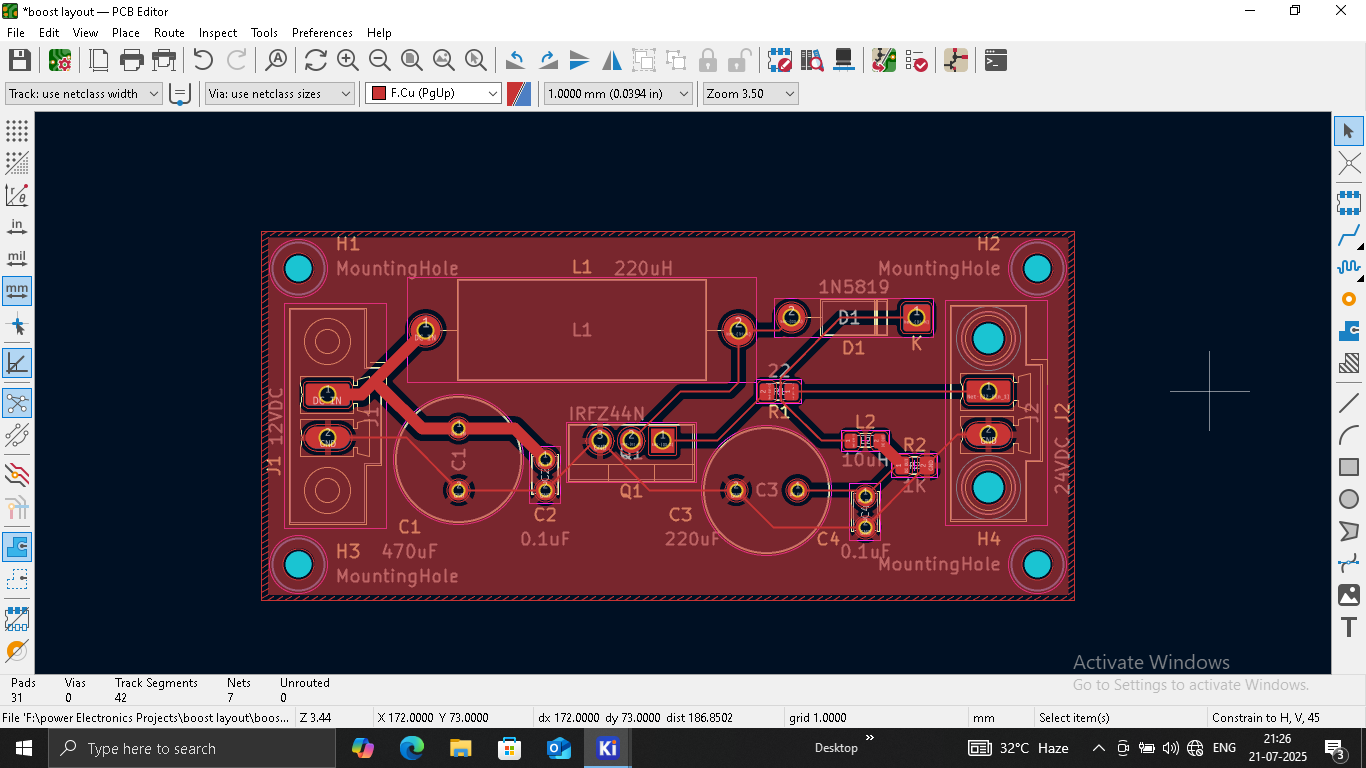 *boost layout — PCB Editor
File Edit View Place Route Inspect Tools Preferences Help
Track: use netclass width Via: use netclass sizes F.Cu (PgUp) 1.0000 mm (0.0394 in) Zoom 3.50
in
mil
mm
H1 H2
MountingHole L1 220uH MountingHole
1N5819
1 L1 2 2 D1 1
D1 K
22
1 R1
2 GND
J1 12VDC
J1
IRFZ44N
L2
10uH
R2
1K
J2
J2
24VDC
C1
Q1
Q1
C3
C1 C2 C3 C4
470uF 0.1uF 220uF 0.1uF
H3 H4
MountingHole MountingHole
Activate Windows
Go to Settings to activate Windows.
Pads Vias Track Segments Nets Unrouted
31 0 42 7 0
File 'F:\power Electronics Projects\boost layout\boos... Z 3.44 X 172.0000 Y 73.0000 dx 172.0000 dy 73.0000 dist 186.8502 grid 1.0000 mm Select item(s) Constrain to H, V, 45
Type here to search Desktop 32°C Haze ENG 21:26
21-07-2025 3